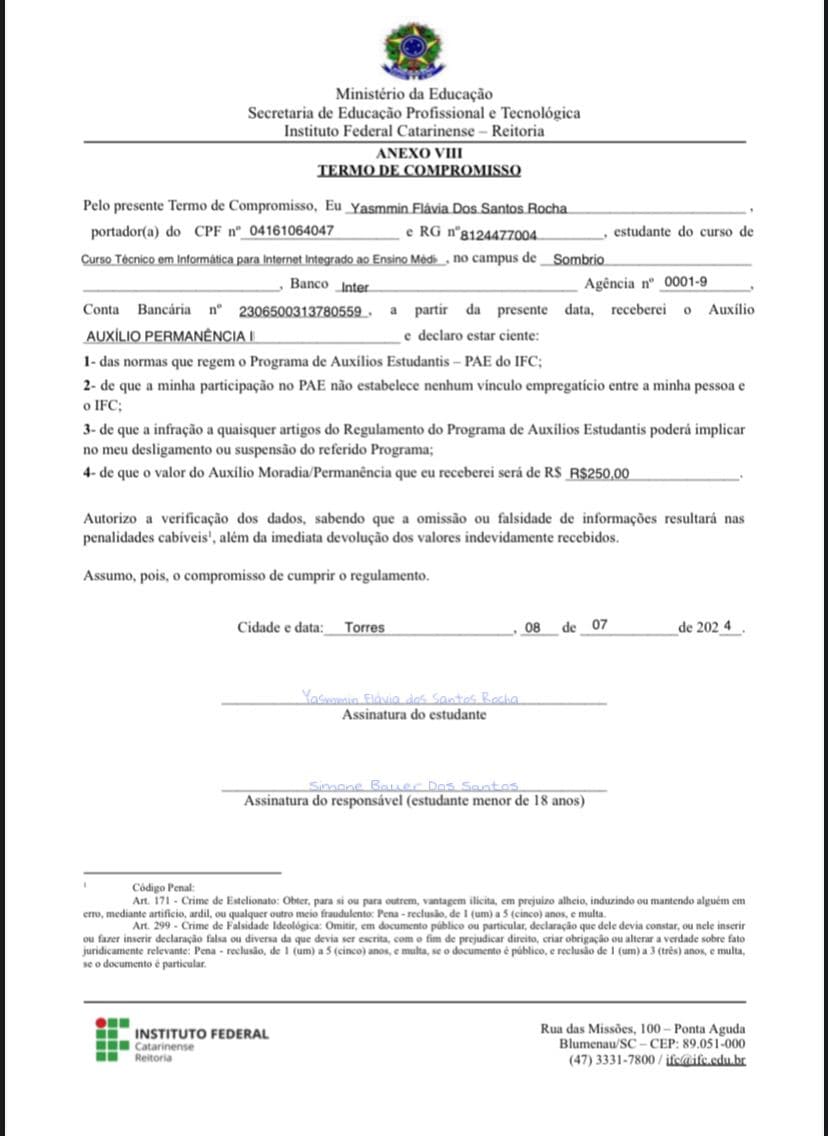 Ministério da Educação
Secretaria de Educação Profissional e Tecnológica
Instituto Federal Catarinense – Reitoria
ANEXO VIII
TERMO DE COMPROMISSO
Pelo presente Termo de Compromisso, Eu Yasmmin Flávia Dos Santos Rocha ,
portador(a) do CPF nº 04161064047 e RG nº 8124477004 , estudante do curso de
Curso Técnico em Informática para Internet Integrado ao Ensino Médi , no campus de Sombrio
, Banco Inter Agência nº 0001-9 ,
Conta Bancária nº 2306500313780559 , a partir da presente data, receberei o Auxílio
AUXÍLIO PERMANÊNCIA I e declaro estar ciente:
1- das normas que regem o Programa de Auxílios Estudantis – PAE do IFC;
2- de que a minha participação no PAE não estabelece nenhum vínculo empregatício entre a minha pessoa e
o IFC;
3- de que a infração a quaisquer artigos do Regulamento do Programa de Auxílios Estudantis poderá implicar
no meu desligamento ou suspensão do referido Programa;
4- de que o valor do Auxílio Moradia/Permanência que eu receberei será de R$ R$250,00 .
Autorizo a verificação dos dados, sabendo que a omissão ou falsidade de informações resultará nas
penalidades cabíveis¹, além da imediata devolução dos valores indevidamente recebidos.
Assumo, pois, o compromisso de cumprir o regulamento.
Cidade e data: Torres , 08 de 07 de 2024 .
Yasmmin Flávia dos Santos Rocha
Assinatura do estudante
Simone Bauer Dos Santos
Assinatura do responsável (estudante menor de 18 anos)
1 Código Penal:
Art. 171 - Crime de Estelionato: Obter, para si ou para outrem, vantagem ilícita, em prejuízo alheio, induzindo ou mantendo alguém em
erro, mediante artifício, ardil, ou qualquer outro meio fraudulento: Pena - reclusão, de 1 (um) a 5 (cinco) anos, e multa.
Art. 299 - Crime de Falsidade Ideológica: Omitir, em documento público ou particular, declaração que dele devia constar, ou nele inserir
ou fazer inserir declaração falsa ou diversa da que devia ser escrita, com o fim de prejudicar direito, criar obrigação ou alterar a verdade sobre fato
juridicamente relevante: Pena - reclusão, de 1 (um) a 5 (cinco) anos, e multa, se o documento é público, e reclusão de 1 (um) a 3 (três) anos, e multa,
se o documento é particular.
INSTITUTO FEDERAL
Catarinense
Reitoria
Rua das Missões, 100 – Ponta Aguda
Blumenau/SC – CEP: 89.051-000
(47) 3331-7800 / ifc@ifc.edu.br